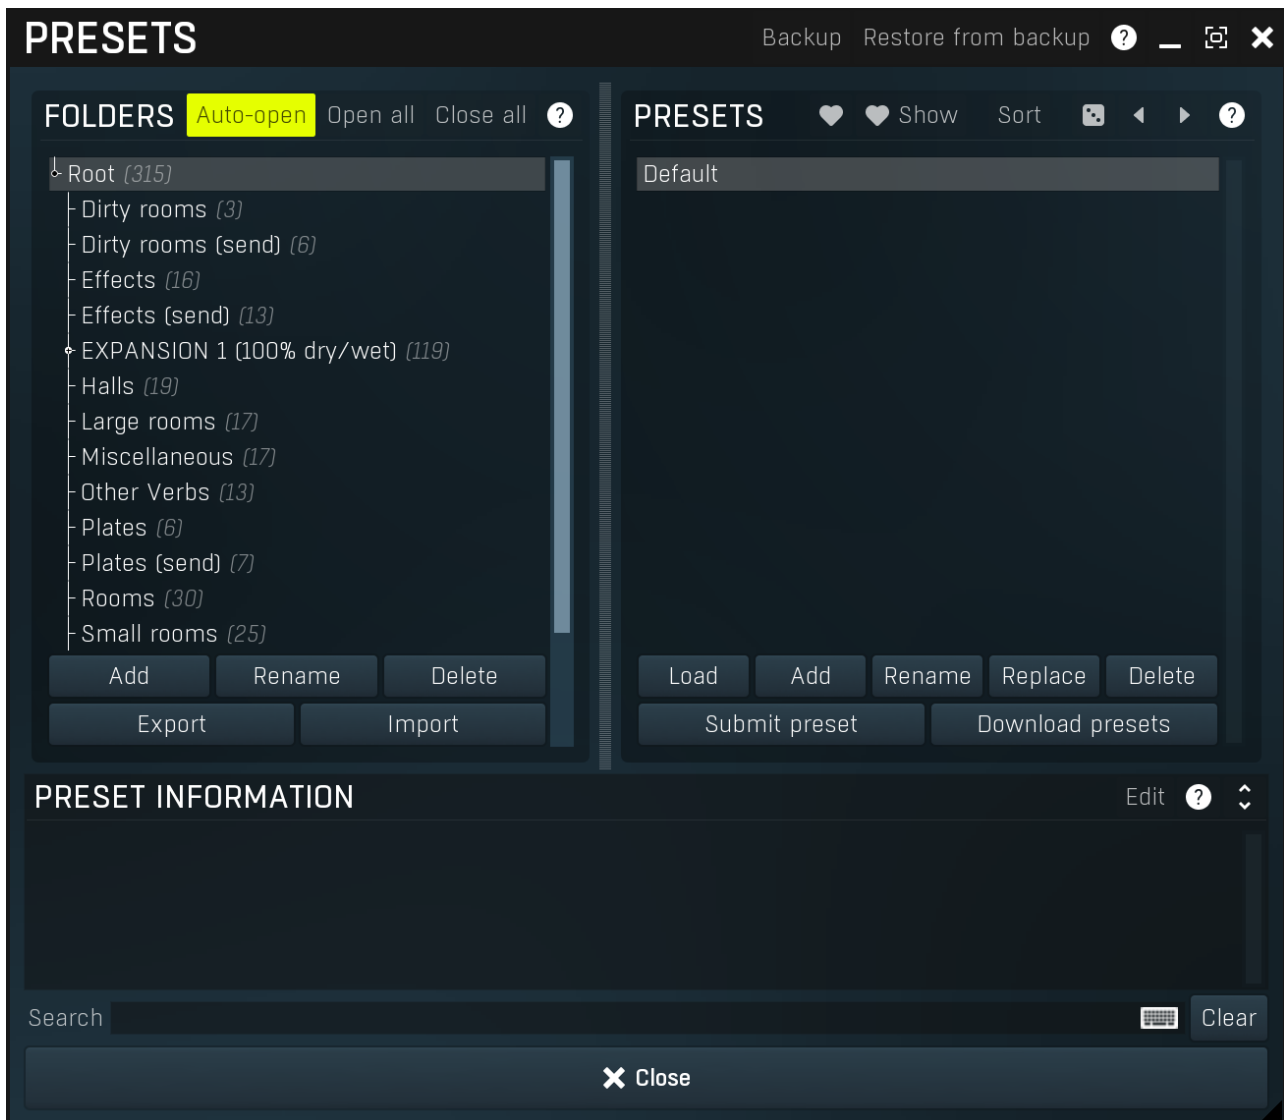 PRESETS Backup Restore from backup ?
FOLDERS Auto-open Open all Close all ?
Root (315)
Dirty rooms (3)
Dirty rooms (send) (6)
Effects (16)
Effects (send) (13)
EXPANSION 1 (100% dry/wet) (119)
Halls (19)
Large rooms (17)
Miscellaneous (17)
Other Verbs (13)
Plates (6)
Plates (send) (7)
Rooms (30)
Small rooms (25)
Add Rename Delete
Export Import
PRESETS Show Sort ?
Default
Load Add Rename Replace Delete
Submit preset Download presets
PRESET INFORMATION Edit ?
Search Clear
Close